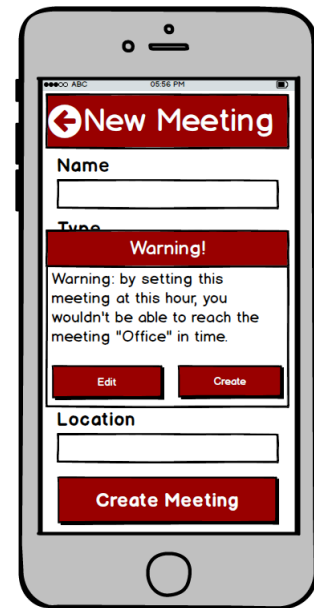 ABC 05:56 PM
New Meeting
Name
Type
Warning!
Warning: by setting this
meeting at this hour, you
wouldn't be able to reach the
meeting "Office" in time.
Edit Create
Location
Create Meeting